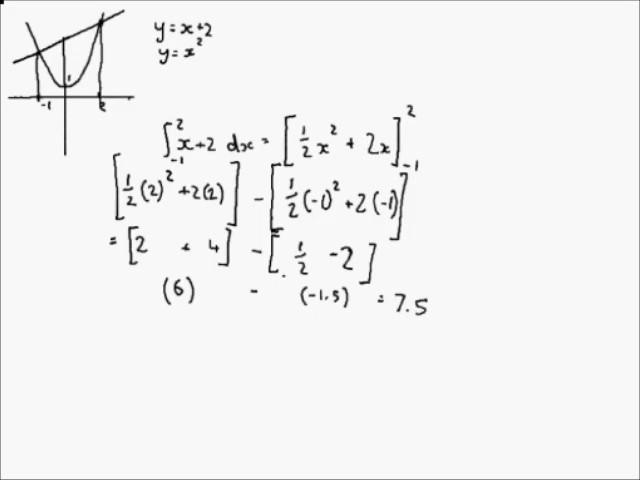 y = x + 2
y = x²
1
-1 2
∫₋₁² x + 2 dx = [½x² + 2x]₋₁²
[½(2)² + 2(2)] - [½(-1)² + 2(-1)]
= [2 + 4] - [½ - 2]
(6) - (-1.5) = 7.5